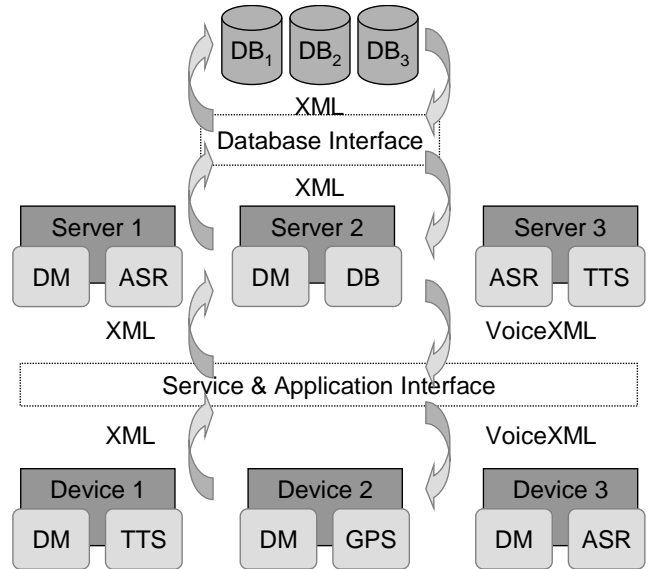 DB1 DB2 DB3
XML
Database Interface
XML
Server 1 Server 2 Server 3
DM ASR DM DB ASR TTS
XML VoiceXML
Service & Application Interface
XML VoiceXML
Device 1 Device 2 Device 3
DM TTS DM GPS DM ASR